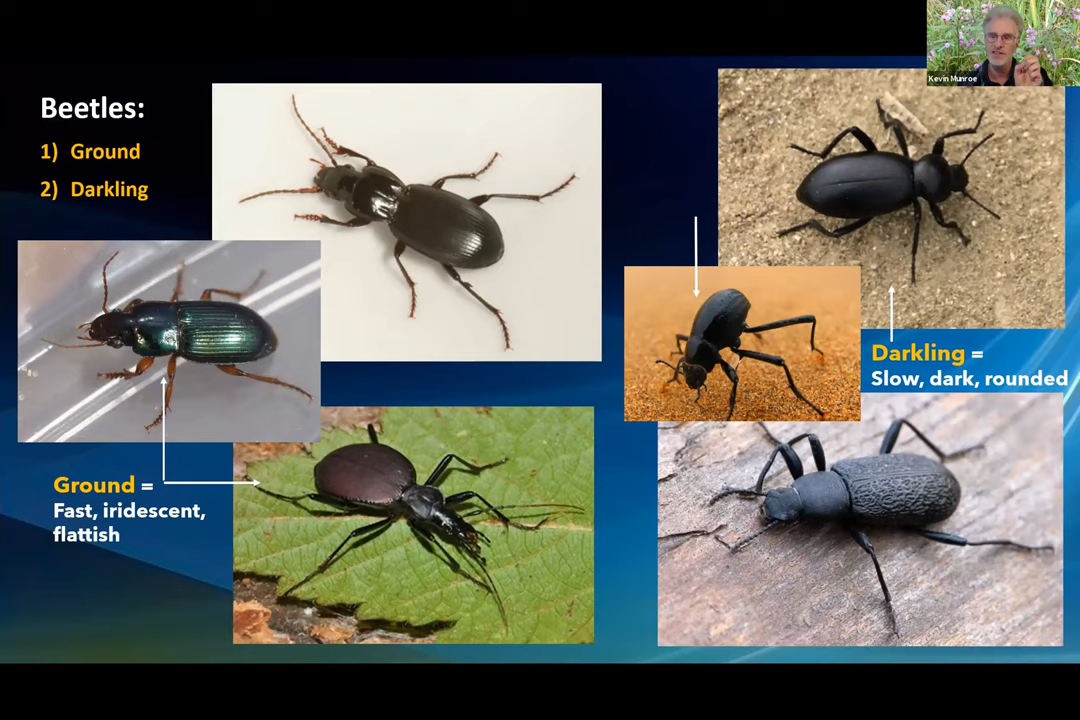 Kevin Munroe
Beetles:
1) Ground
2) Darkling
Darkling =
Slow, dark, rounded
Ground =
Fast, iridescent,
flattish